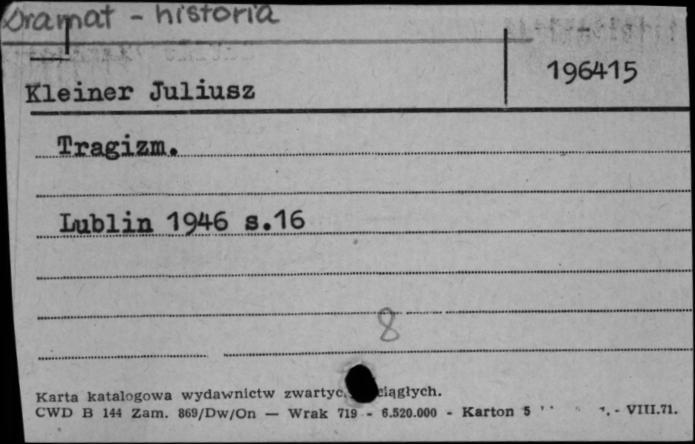 Dramat - historia
Kleiner Juliusz
196415
Tragizm.
Lublin 1946 s.16
8
Karta katalogowa wydawnictw ciągłych.
CWD B 144 Zam. 869/Dw/On — Wrak 719 - 6.520.000 - Karton 5 - VIII.71.